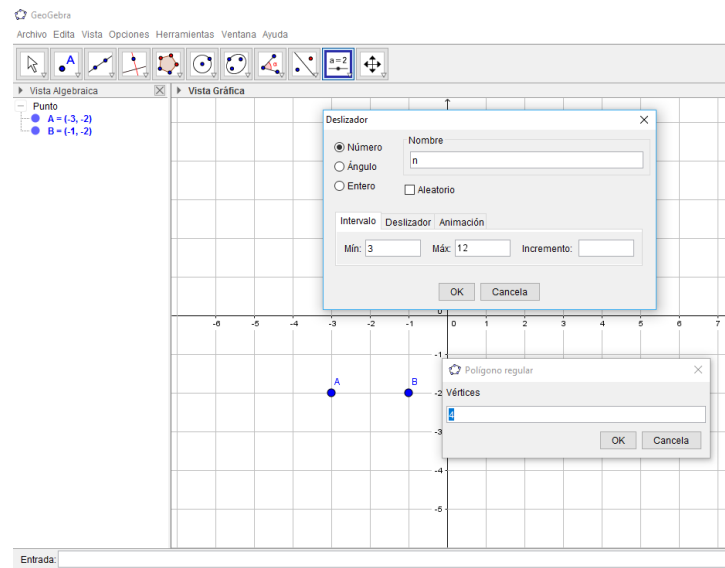 GeoGebra
Archivo Edita Vista Opciones Herramientas Ventana Ayuda
A
a=2
Vista Algebraica
Vista Gráfica
Punto
A = (-3, -2)
B = (-1, -2)
Deslizador
Número
Ángulo
Entero
Nombre
n
Aleatorio
Intervalo Deslizador Animación
Mín: 3 Máx: 12 Incremento:
OK Cancela
0
-6 -5 -4 -3 -2 -1 0 1 2 3 4 5 6 7
-1
A
B
-2
-3
-4
-5
Polígono regular
Vértices
4
OK Cancela
Entrada: